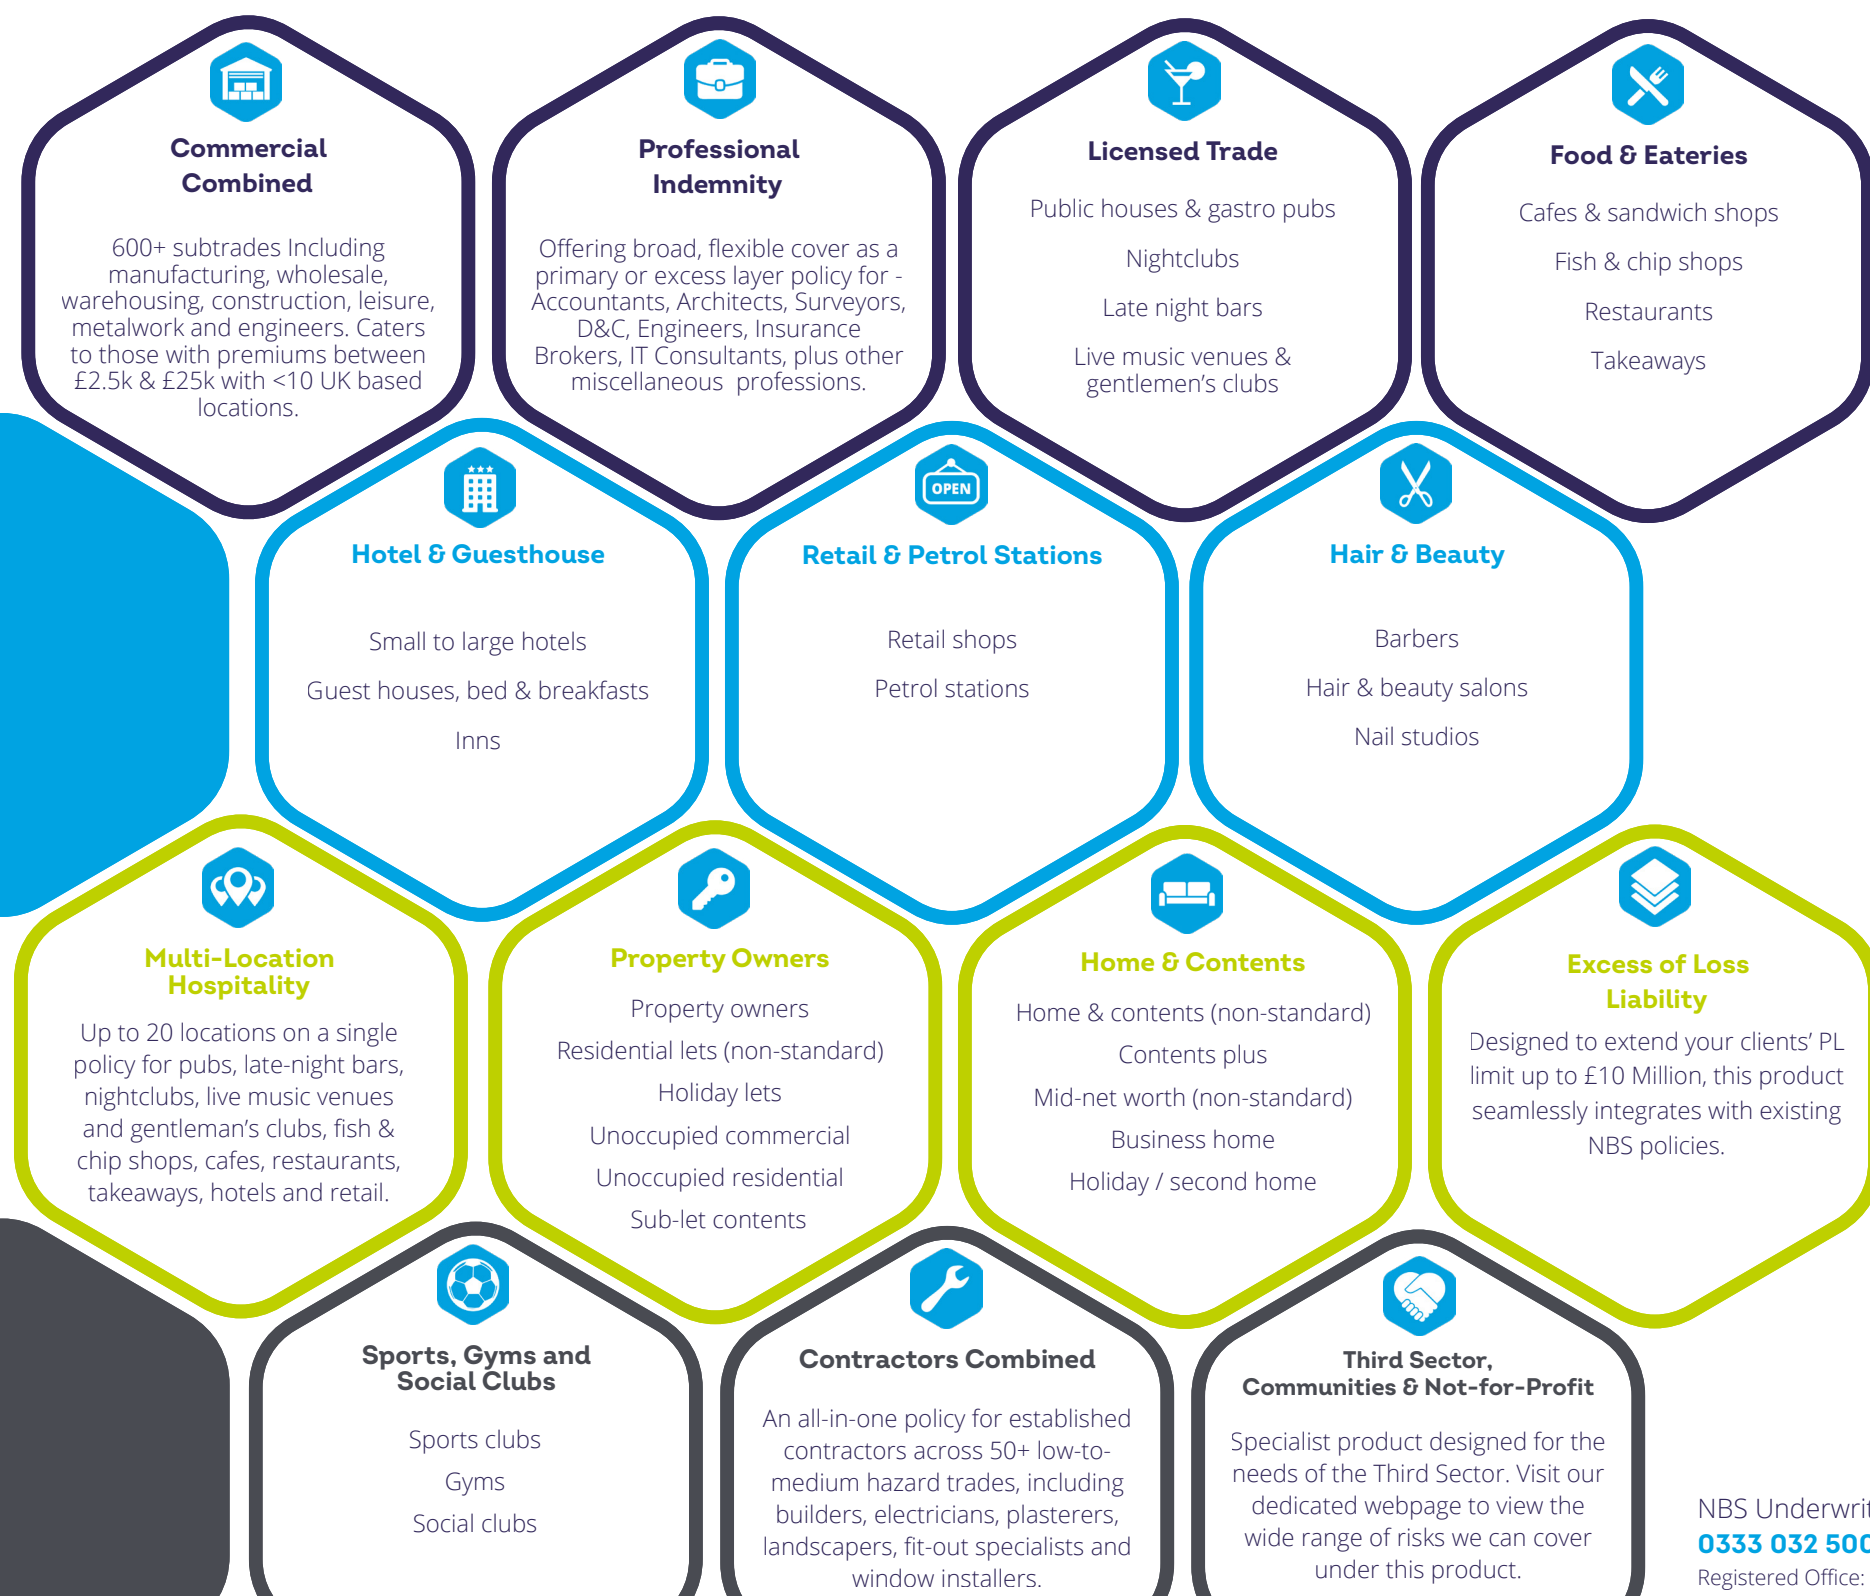 Commercial
Combined
600+ subtrades Including
manufacturing, wholesale,
warehousing, construction, leisure,
metalwork and engineers. Caters
to those with premiums between
£2.5k & £25k with <10 UK based
locations.
Professional
Indemnity
Offering broad, flexible cover as a
primary or excess layer policy for -
Accountants, Architects, Surveyors,
D&C, Engineers, Insurance
Brokers, IT Consultants, plus other
miscellaneous professions.
Licensed Trade
Public houses & gastro pubs
Nightclubs
Late night bars
Live music venues &
gentlemen's clubs
Food & Eateries
Cafes & sandwich shops
Fish & chip shops
Restaurants
Takeaways
Hotel & Guesthouse
Small to large hotels
Guest houses, bed & breakfasts
Inns
OPEN
Retail & Petrol Stations
Retail shops
Petrol stations
Hair & Beauty
Barbers
Hair & beauty salons
Nail studios
Multi-Location
Hospitality
Up to 20 locations on a single
policy for pubs, late-night bars,
nightclubs, live music venues
and gentleman's clubs, fish &
chip shops, cafes, restaurants,
takeaways, hotels and retail.
Property Owners
Property owners
Residential lets (non-standard)
Holiday lets
Unoccupied commercial
Unoccupied residential
Sub-let contents
Home & Contents
Home & contents (non-standard)
Contents plus
Mid-net worth (non-standard)
Business home
Holiday / second home
Excess of Loss
Liability
Designed to extend your clients' PL
limit up to £10 Million, this product
seamlessly integrates with existing
NBS policies.
Sports, Gyms and
Social Clubs
Sports clubs
Gyms
Social clubs
Contractors Combined
An all-in-one policy for established
contractors across 50+ low-to-
medium hazard trades, including
builders, electricians, plasterers,
landscapers, fit-out specialists and
window installers.
Third Sector,
Communities & Not-for-Profit
Specialist product designed for the
needs of the Third Sector. Visit our
dedicated webpage to view the
wide range of risks we can cover
under this product.
NBS
0333 032 500
Registered Office: